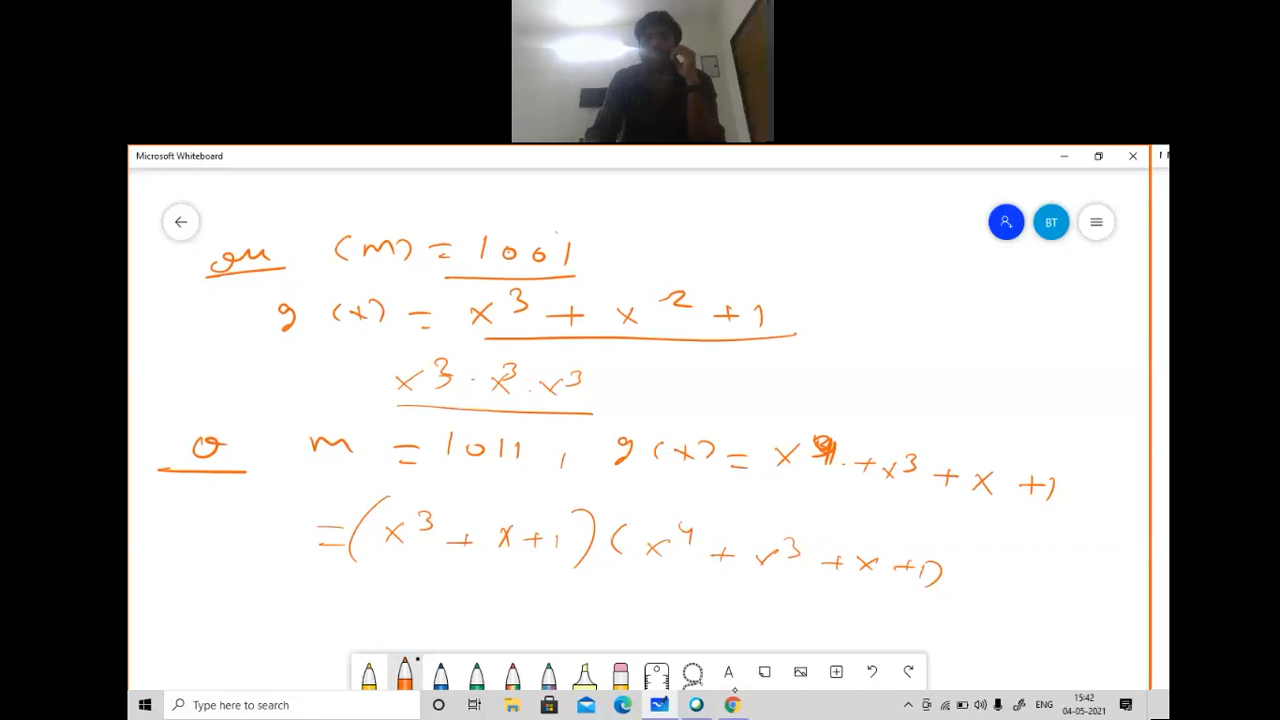 Microsoft Whiteboard
BT
(m) = 1001
g (x) = x³ + x² + 1
x³ . x³ . x³
m = 1011 , g(x) = x⁴ + x³ + x + 1
= (x³ + x + 1) ( x⁴ + x³ + x + 1)
A
Type here to search
ENG
15:42
04-05-2021